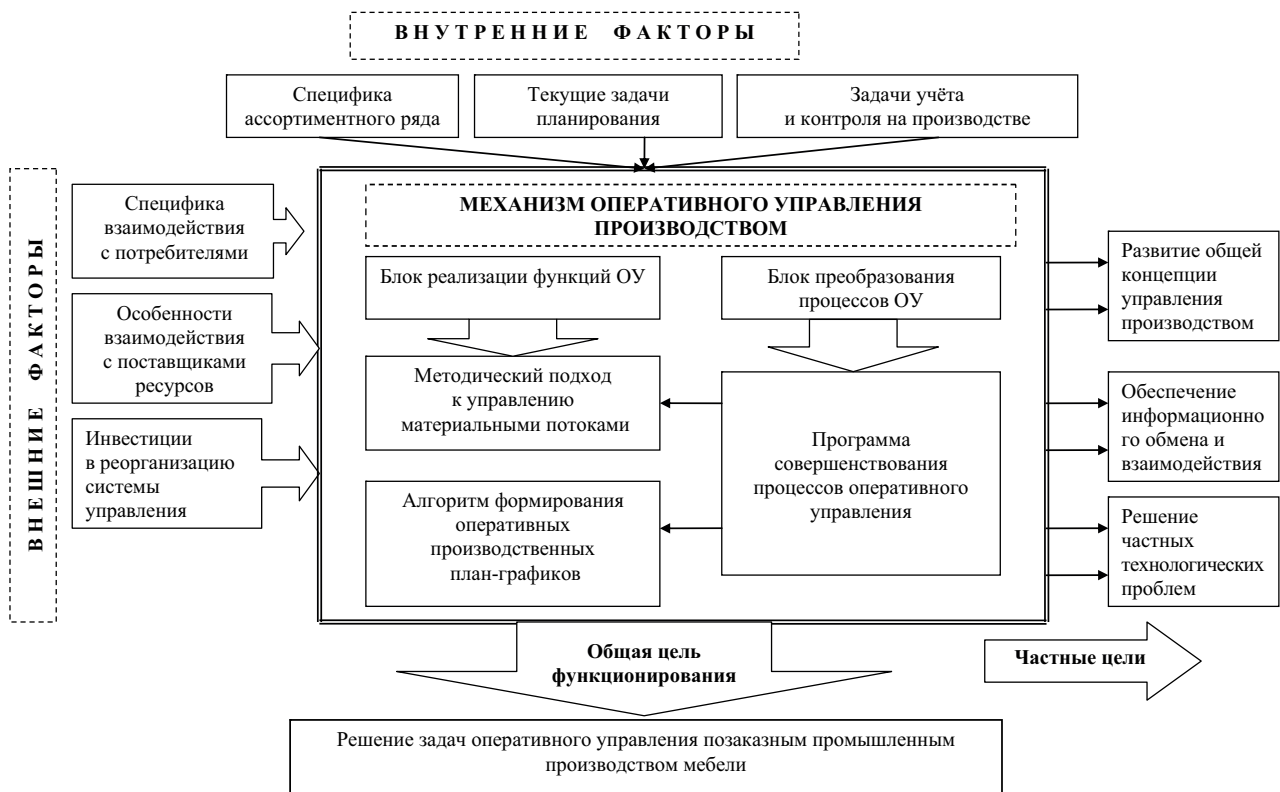 ВНУТРЕННИЕ ФАКТОРЫ
Специфика
ассортиментного ряда
Текущие задачи
планирования
Задачи учёта
и контроля на производстве
ВНЕШНИЕ ФАКТОРЫ
Специфика
взаимодействия
с потребителями
Особенности
взаимодействия
с поставщиками
ресурсов
Инвестиции
в реорганизацию
системы
управления
МЕХАНИЗМ ОПЕРАТИВНОГО УПРАВЛЕНИЯ
ПРОИЗВОДСТВОМ
Блок реализации функций ОУ
Блок преобразования
процессов ОУ
Методический подход
к управлению
материальными потоками
Алгоритм формирования
оперативных
производственных
план-графиков
Программа
совершенствования
процессов оперативного
управления
Развитие общей
концепции
управления
производством
Обеспечение
информационно
го обмена и
взаимодействия
Решение
частных
технологических
проблем
Общая цель
функционирования
Частные цели
Решение задач оперативного управления позаказным промышленным
производством мебели